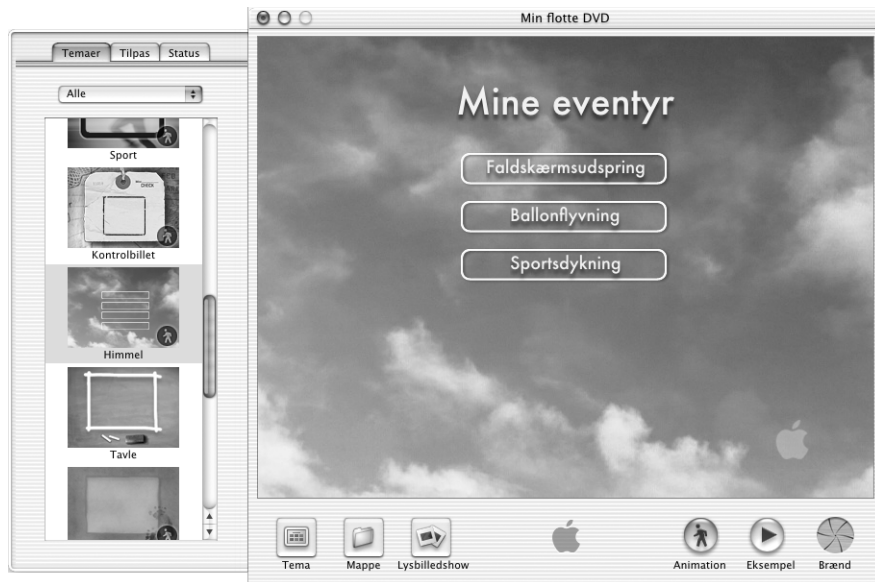 Min flotte DVD
Temaer Tilpas Status
Alle
Sport
Kontrolbillet
Himmel
Tavle
Mine eventyr
Faldskærmsudspring
Ballonflyvning
Sportsdykning
Tema Mappe Lysbilledshow Animation Eksempel Brænd